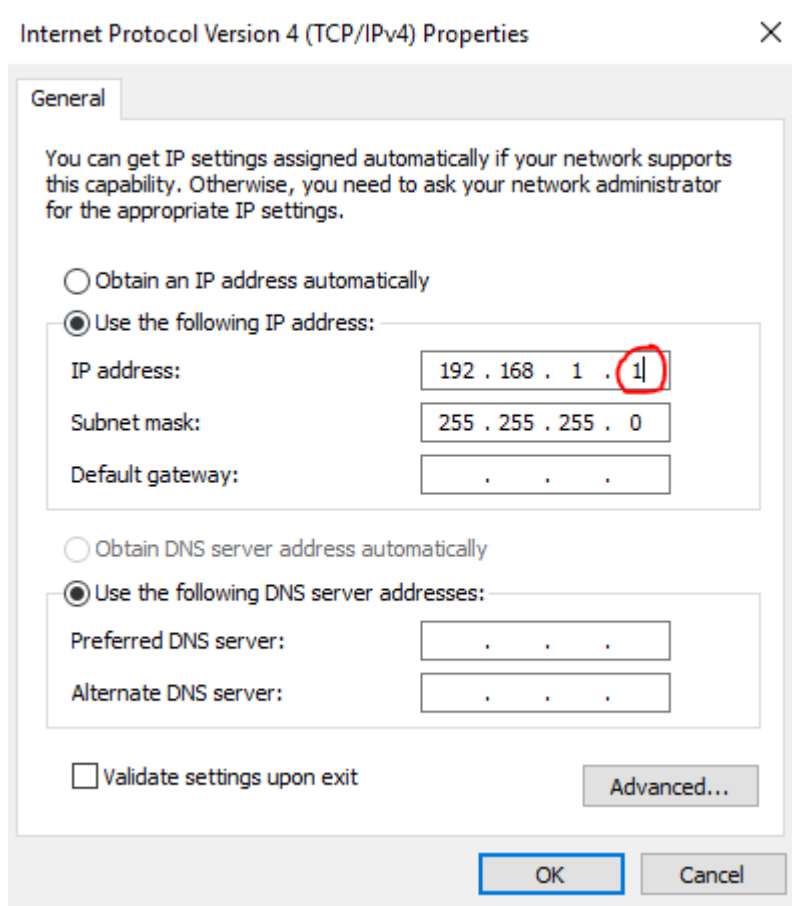 Internet Protocol Version 4 (TCP/IPv4) Properties
General
You can get IP settings assigned automatically if your network supports
this capability. Otherwise, you need to ask your network administrator
for the appropriate IP settings.
Obtain an IP address automatically
Use the following IP address:
IP address: 192 . 168 . 1 . 1
Subnet mask: 255 . 255 . 255 . 0
Default gateway: . . .
Obtain DNS server address automatically
Use the following DNS server addresses:
Preferred DNS server: . . .
Alternate DNS server: . . .
Validate settings upon exit
Advanced...
OK Cancel